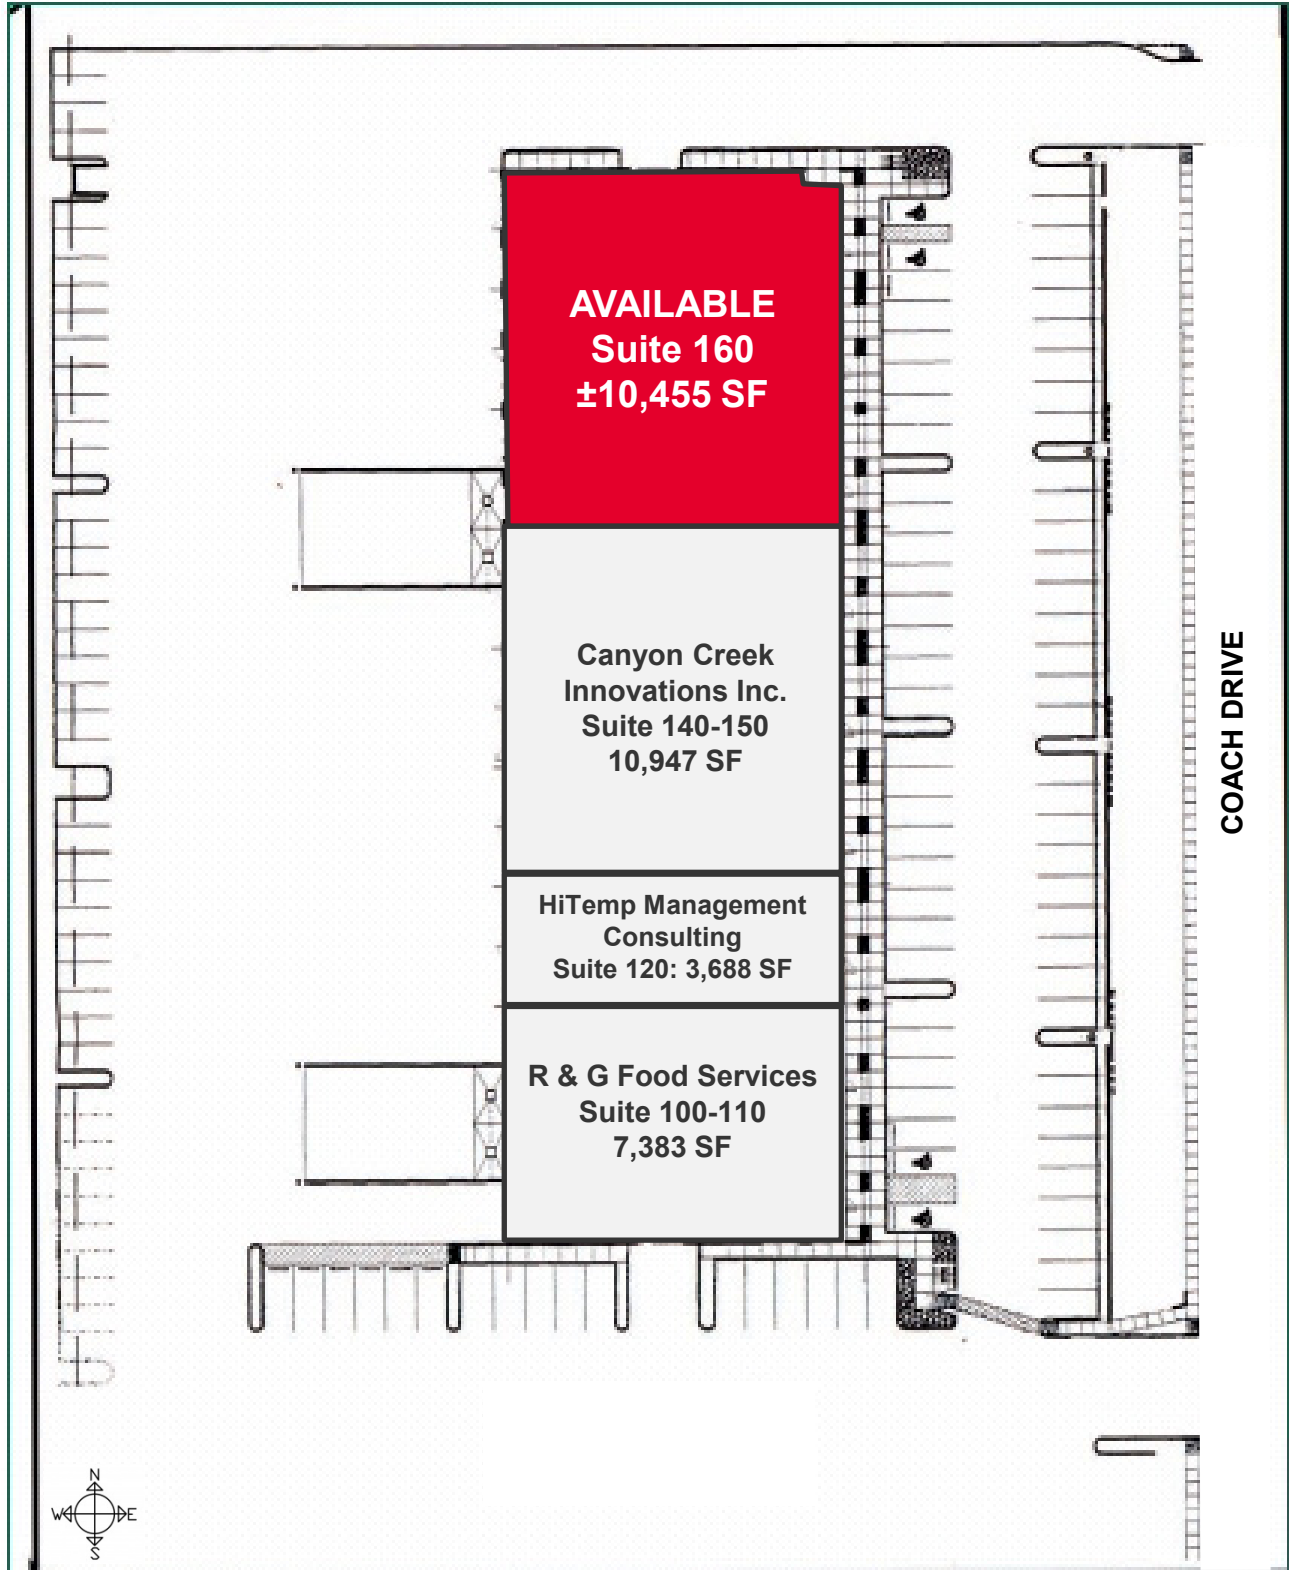 AVAILABLE
Suite 160
±10,455 SF
Canyon Creek
Innovations Inc.
Suite 140-150
10,947 SF
HiTemp Management
Consulting
Suite 120: 3,688 SF
R & G Food Services
Suite 100-110
7,383 SF
COACH DRIVE
N
W E
S